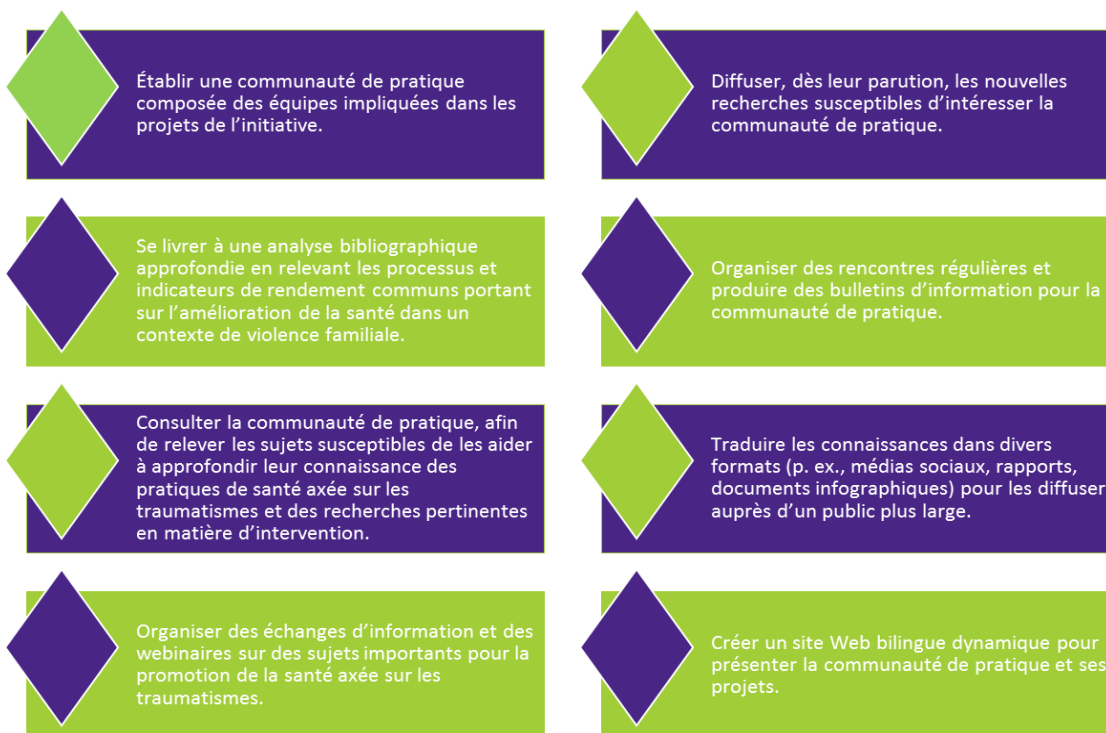 Établir une communauté de pratique
composée des équipes impliquées dans les
projets de l’initiative.
Se livrer à une analyse bibliographique
approfondie en relevant les processus et
indicateurs de rendement communs portant
sur l’amélioration de la santé dans un
contexte de violence familiale.
Consulter la communauté de pratique, afin
de relever les sujets susceptibles de les aider
à approfondir leur connaissance des
pratiques de santé axée sur les
traumatismes et des recherches pertinentes
en matière d’intervention.
Organiser des échanges d’information et des
webinaires sur des sujets importants pour la
promotion de la santé axée sur les
traumatismes.
Diffuser, dès leur parution, les nouvelles
recherches susceptibles d’intéresser la
communauté de pratique.
Organiser des rencontres régulières et
produire des bulletins d’information pour la
communauté de pratique.
Traduire les connaissances dans divers
formats (p. ex., médias sociaux, rapports,
documents infographiques) pour les diffuser
auprès d’un public plus large.
Créer un site Web bilingue dynamique pour
présenter la communauté de pratique et ses
projets.